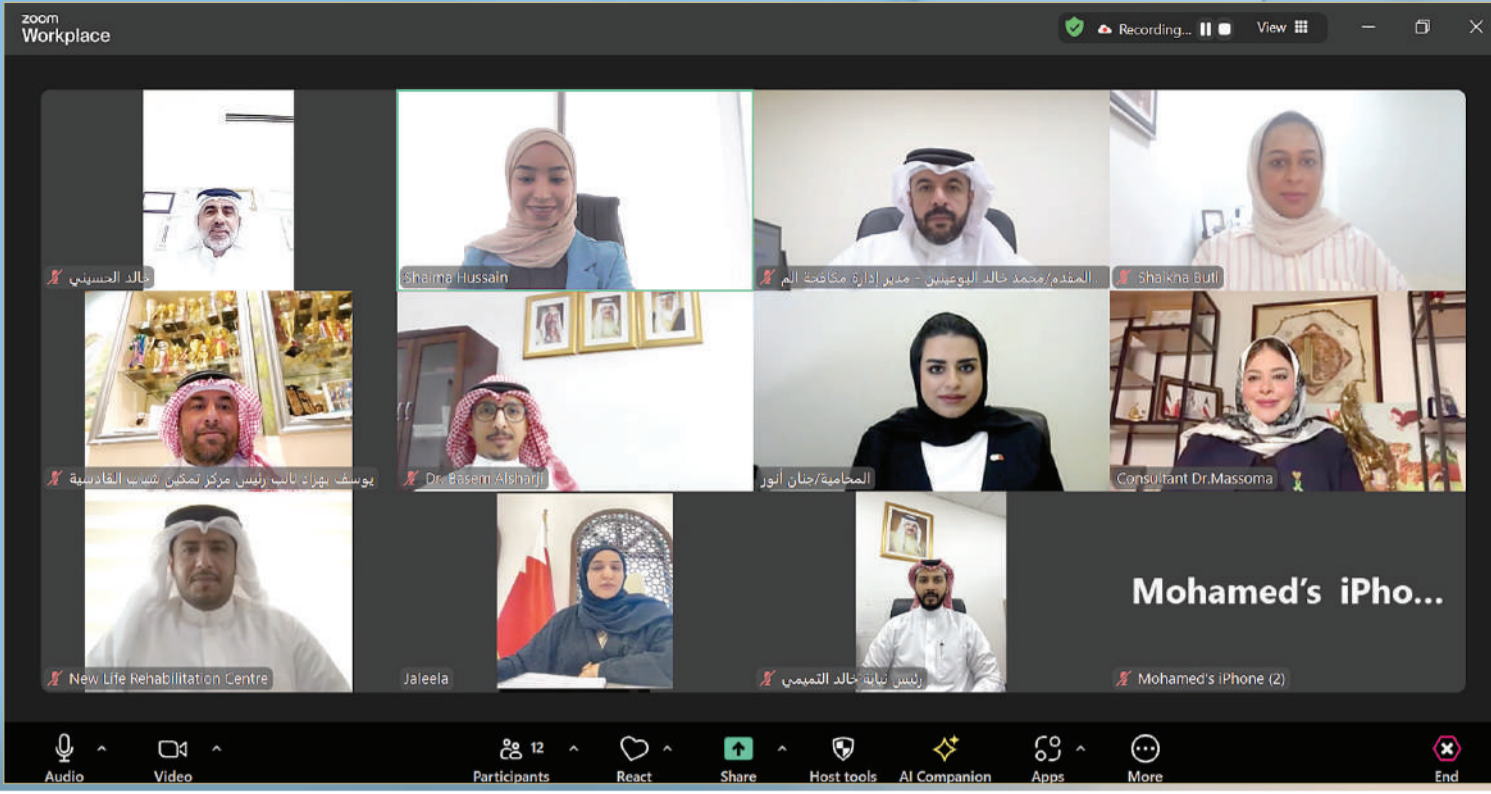 zoom
Workplace
Recording...
View
خالد الحسيني
Shaima Hussain
المقدم/محمد خالد البوعينين - مدير إدارة مكافحة الم...
Shaikha Buti
يوسف بهزاد نائب رئيس مركز تمكين شباب القادسية
Dr. Basem Alsharji
المحامية/جنان أنور
Consultant Dr.Massoma
New Life Rehabilitation Centre
Jaleela
رئيس نيابة خالد التميمي
Mohamed's iPho...
Mohamed's iPhone (2)
Audio
Video
12
Participants
React
Share
Host tools
AI Companion
Apps
More
End